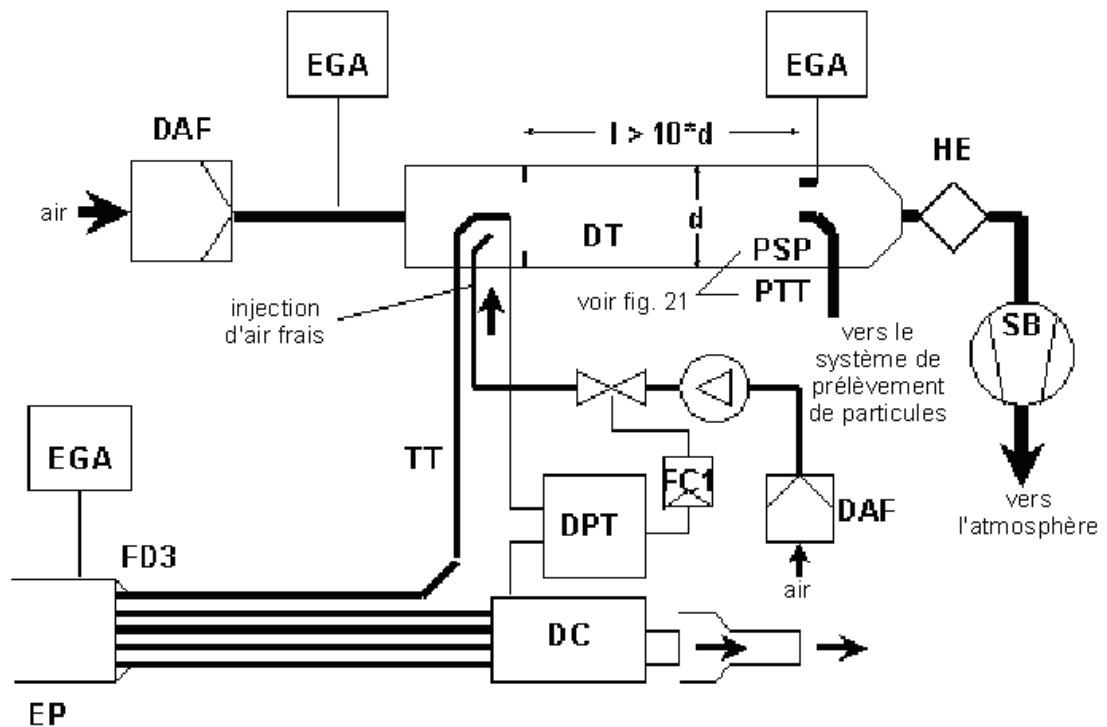 EGA
EGA
DAF
l > 10*d
HE
air
d
DT
PSP
SB
injection
d'air frais
voir fig. 21
PTT
vers le
système de
prélèvement
de particules
EGA
TT
FC1
DPT
DAF
vers
l'atmosphère
FD3
air
DC
EP